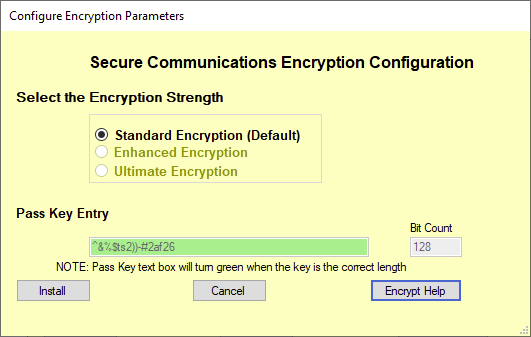 Configure Encryption Parameters
Secure Communications Encryption Configuration
Select the Encryption Strength
Standard Encryption (Default)
Enhanced Encryption
Ultimate Encryption
Pass Key Entry
Bit Count
^&%$ts2))-#2af26
128
NOTE: Pass Key text box will turn green when the key is the correct length
Install
Cancel
Encrypt Help